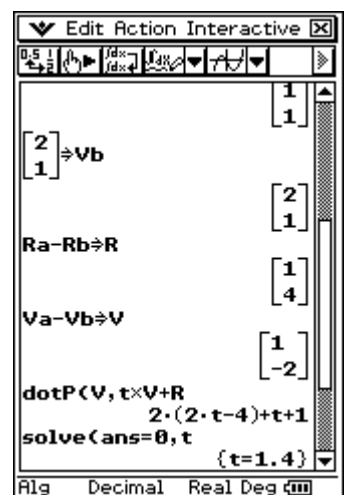 Edit Action Interactive
[1
1]
[2
1]⇒Vb
[2
1]
Ra-Rb⇒R
[1
4]
Va-Vb⇒V
[1
-2]
dotP(V,t×V+R
2·(2·t-4)+t+1
solve(ans=0,t
{t=1.4}
Alg Decimal Real Deg